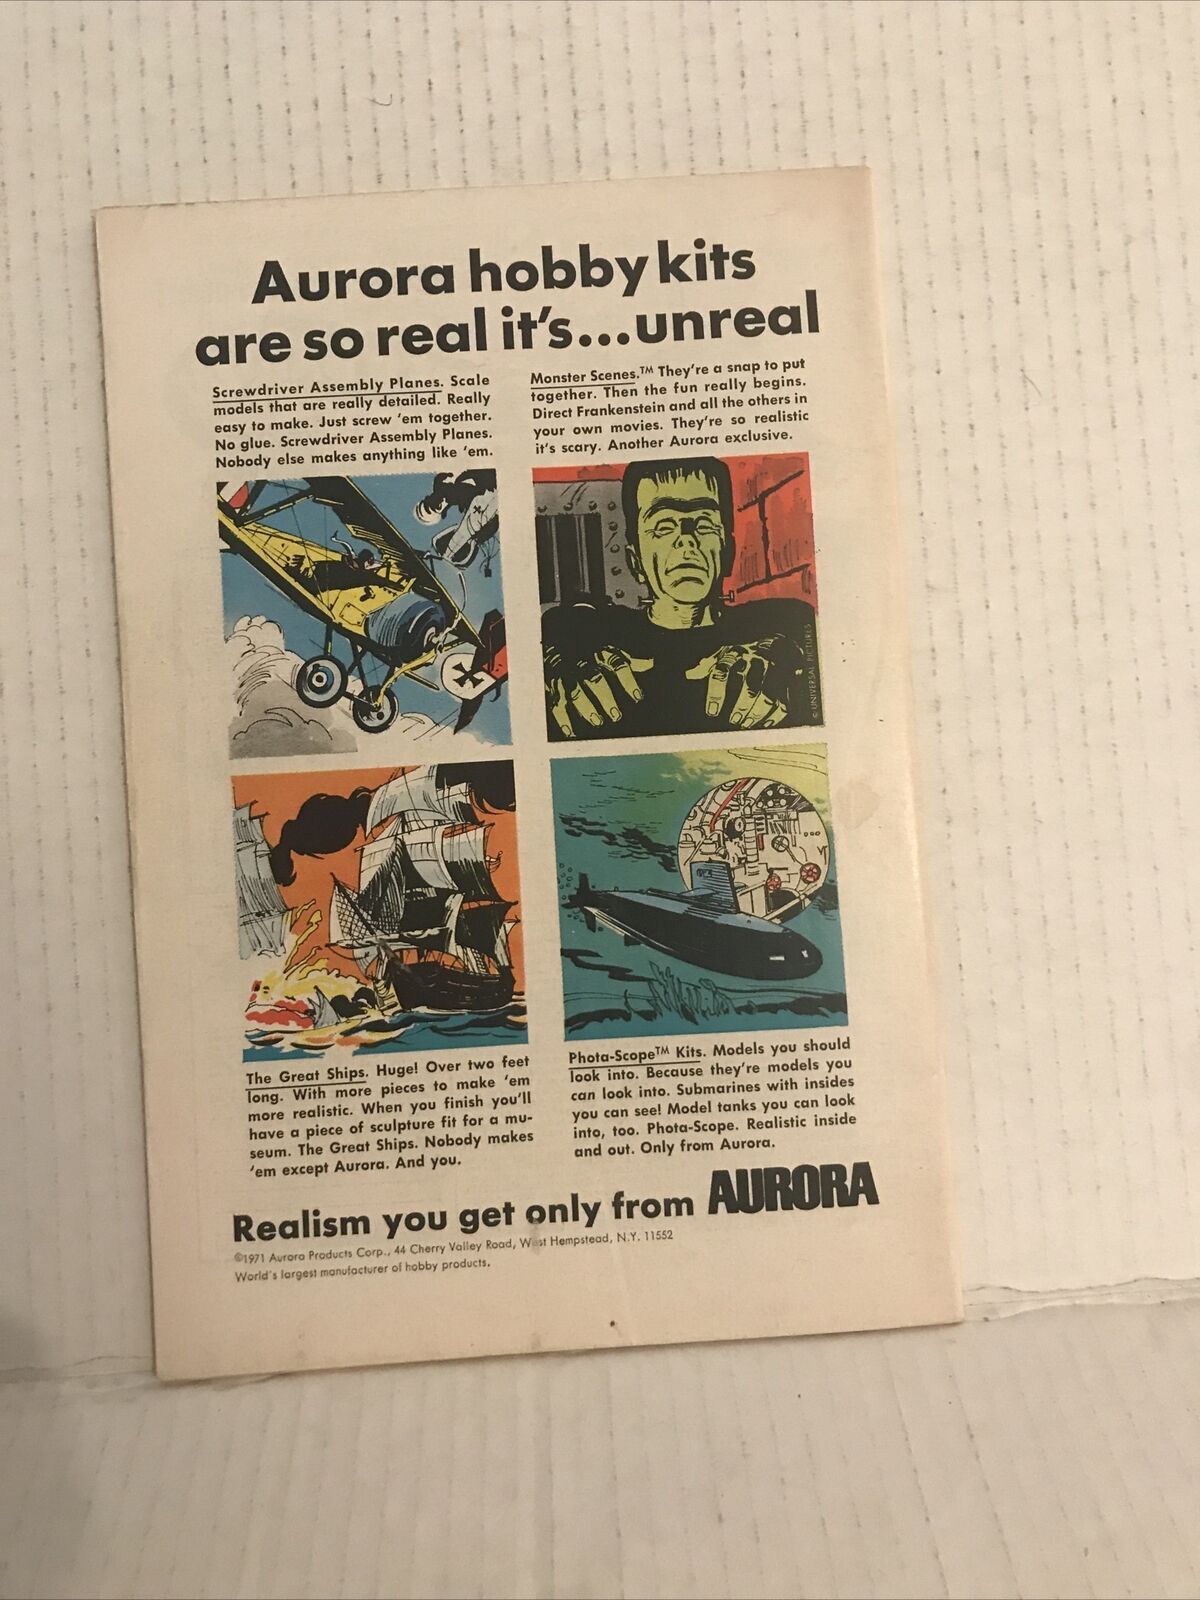 Aurora hobby kits
are so real it's...unreal
Screwdriver Assembly Planes. Scale
models that are really detailed. Really
easy to make. Just screw 'em together.
No glue. Screwdriver Assembly Planes.
Nobody else makes anything like 'em.
Monster Scenes.™ They're a snap to put
together. Then the fun really begins.
Direct Frankenstein and all the others in
your own movies. They're so realistic
it's scary. Another Aurora exclusive.
© UNIVERSAL PICTURES
The Great Ships. Huge! Over two feet
long. With more pieces to make 'em
more realistic. When you finish you'll
have a piece of sculpture fit for a mu-
seum. The Great Ships. Nobody makes
'em except Aurora. And you.
Phota-Scope™ Kits. Models you should
look into. Because they're models you
can look into. Submarines with insides
you can see! Model tanks you can look
into, too. Phota-Scope. Realistic inside
and out. Only from Aurora.
Realism you get only from AURORA
©1971 Aurora Products Corp., 44 Cherry Valley Road, West Hempstead, N.Y. 11552
World's largest manufacturer of hobby products.